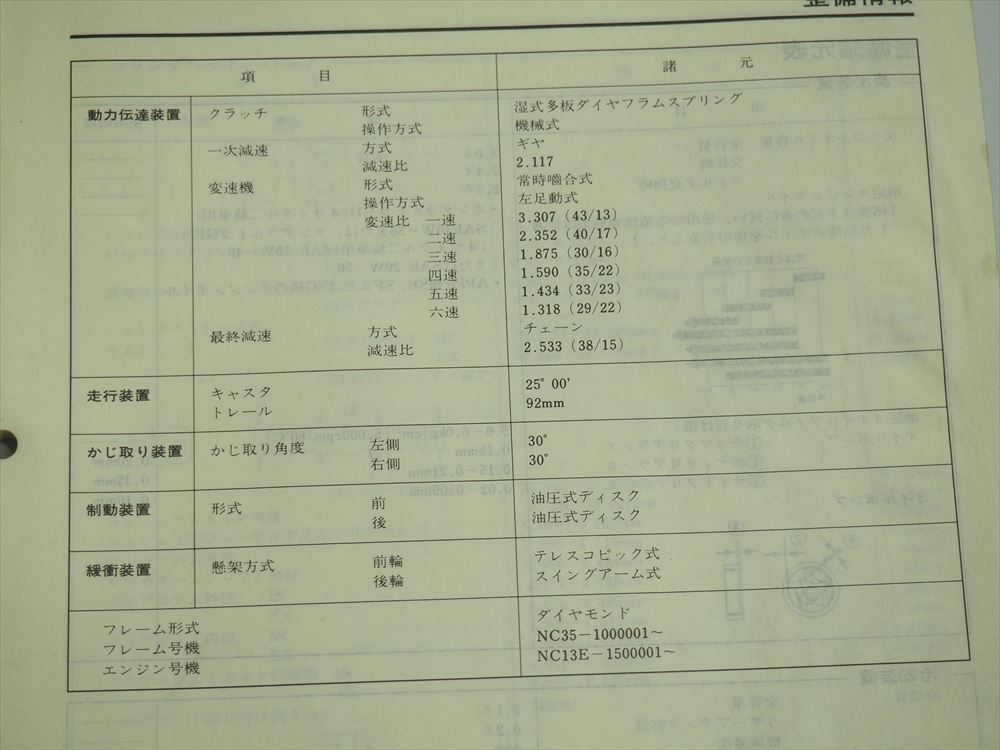 整備情報
項 目 諸 元
動力伝達装置 クラッチ 形式 湿式多板ダイヤフラムスプリング
操作方式 機械式
一次減速 方式 ギヤ
減速比 2.117
変速機 形式 常時嚙合式
操作方式 左足動式
変速比 一速 3.307 (43/13)
二速 2.352 (40/17)
三速 1.875 (30/16)
四速 1.590 (35/22)
五速 1.434 (33/23)
六速 1.318 (29/22)
最終減速 方式 チェーン
減速比 2.533 (38/15)
走行装置 キャスタ 25° 00'
トレール 92mm
かじ取り装置 かじ取り角度 左側 30°
右側 30°
制動装置 形式 前 油圧式ディスク
後 油圧式ディスク
緩衝装置 懸架方式 前輪 テレスコピック式
後輪 スイングアーム式
フレーム形式 ダイヤモンド
フレーム号機 NC35-1000001~
エンジン号機 NC13E-1500001~